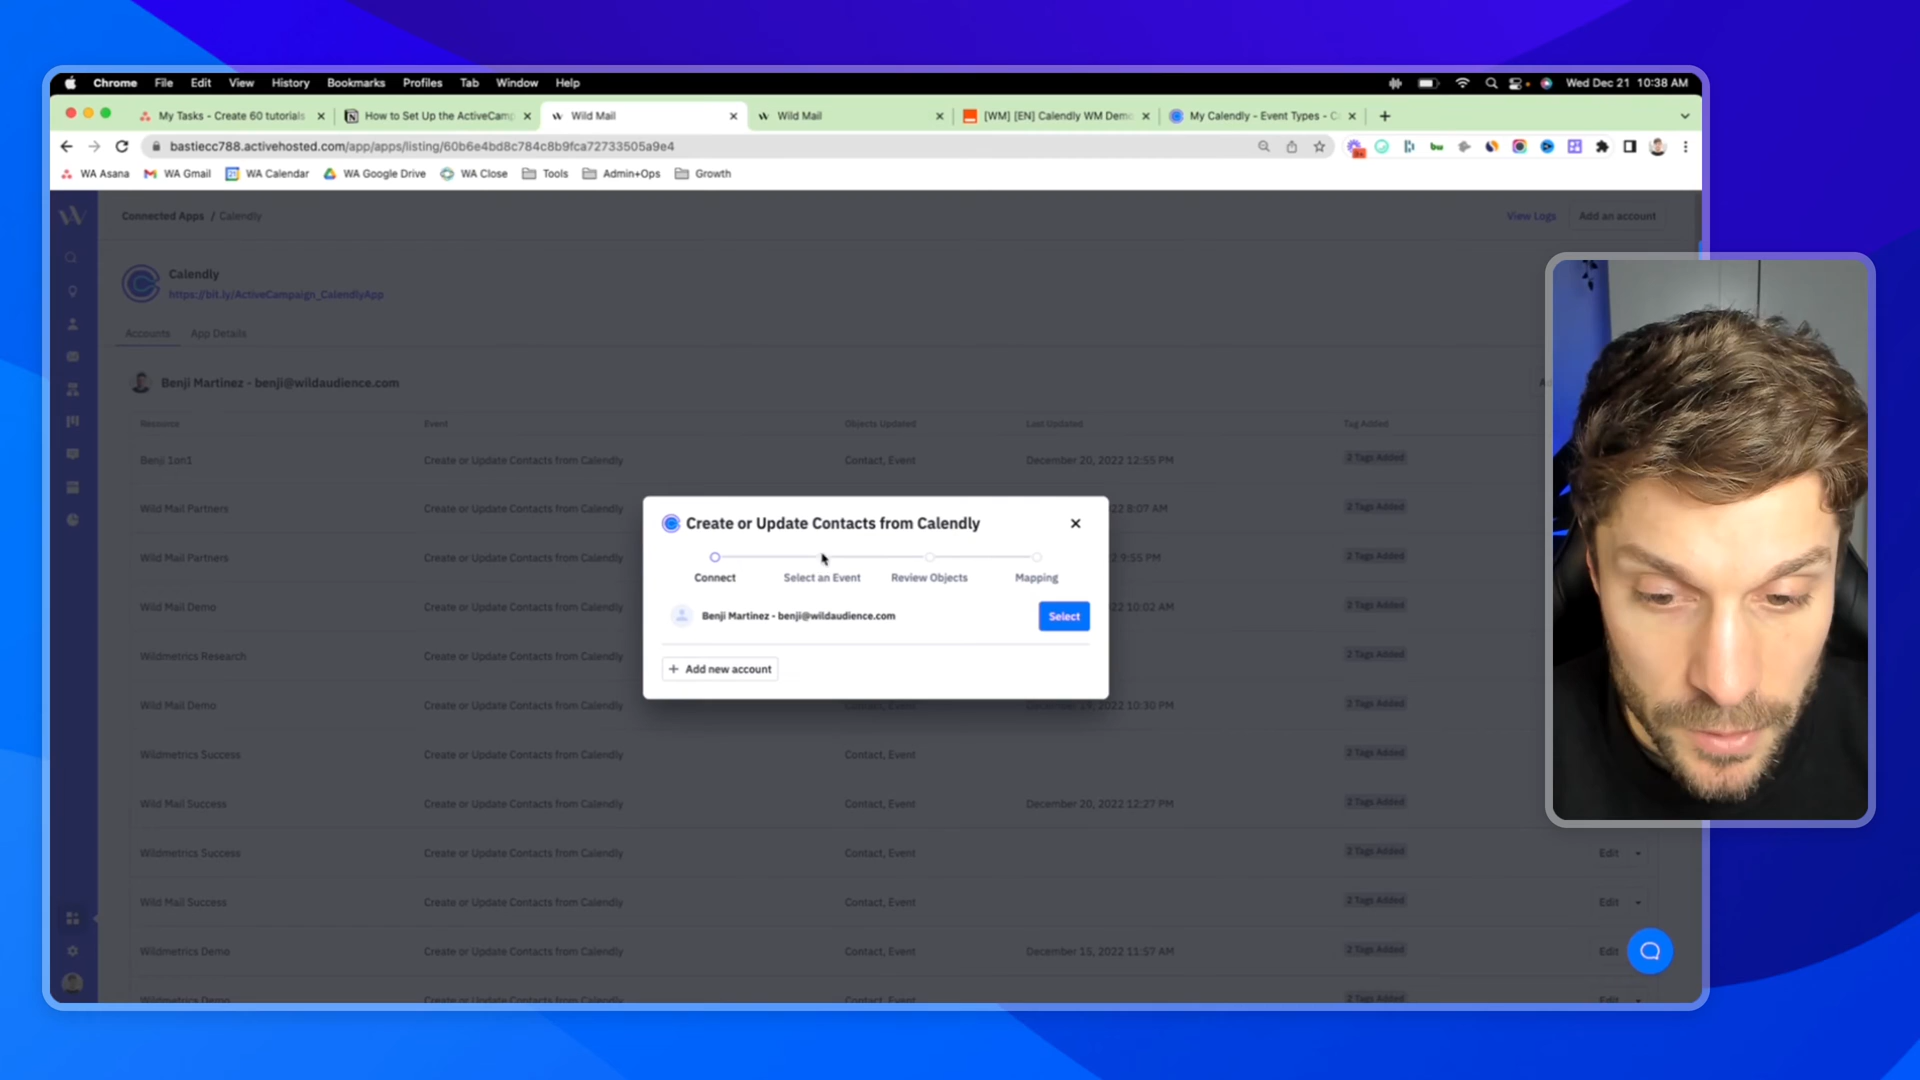 Chrome File Edit View History Bookmarks Profiles Tab Window Help Wed Dec 21 10:38 AM
My Tasks - Create 60 tutorials
How to Set Up the ActiveCamp
Wild Mail
Wild Mail
[WM] [EN] Calendly WM Demo
My Calendly - Event Types - C
bastiecc788.activehosted.com/app/apps/listing/60b6e4bd8c784c8b9fca72733505a9e4
WA Asana WA Gmail WA Calendar WA Google Drive WA Close Tools Admin+Ops Growth
Connected Apps / Calendly View Logs Add an account
Calendly
https://bit.ly/ActiveCampaign_CalendlyApp
Accounts App Details
Benji Martinez - benji@wildaudience.com
Resource Event Objects Updated Last Updated Tag Added
Benji 1on1 Create or Update Contacts from Calendly Contact, Event December 20, 2022 12:55 PM 2 Tags Added
Wild Mail Partners Create or Update Contacts from Calendly 22 8:07 AM 2 Tags Added
Wild Mail Partners Create or Update Contacts from Calendly 2 9:55 PM 2 Tags Added
Wild Mail Demo Create or Update Contacts from Calendly 22 10:02 AM 2 Tags Added
Wildmetrics Research Create or Update Contacts from Calendly 2 Tags Added
Wild Mail Demo Create or Update Contacts from Calendly Contact, Event December 19, 2022 10:30 PM 2 Tags Added
Wildmetrics Success Create or Update Contacts from Calendly Contact, Event 2 Tags Added
Wild Mail Success Create or Update Contacts from Calendly Contact, Event December 20, 2022 12:27 PM 2 Tags Added
Wildmetrics Success Create or Update Contacts from Calendly Contact, Event 2 Tags Added Edit
Wild Mail Success Create or Update Contacts from Calendly Contact, Event 2 Tags Added Edit
Wildmetrics Demo Create or Update Contacts from Calendly Contact, Event December 15, 2022 11:57 AM 2 Tags Added Edit
Wildmetrics Demo Create or Update Contacts from Calendly Contact, Event 2 Tags Added Edit
Create or Update Contacts from Calendly
Connect Select an Event Review Objects Mapping
Benji Martinez - benji@wildaudience.com Select
+ Add new account